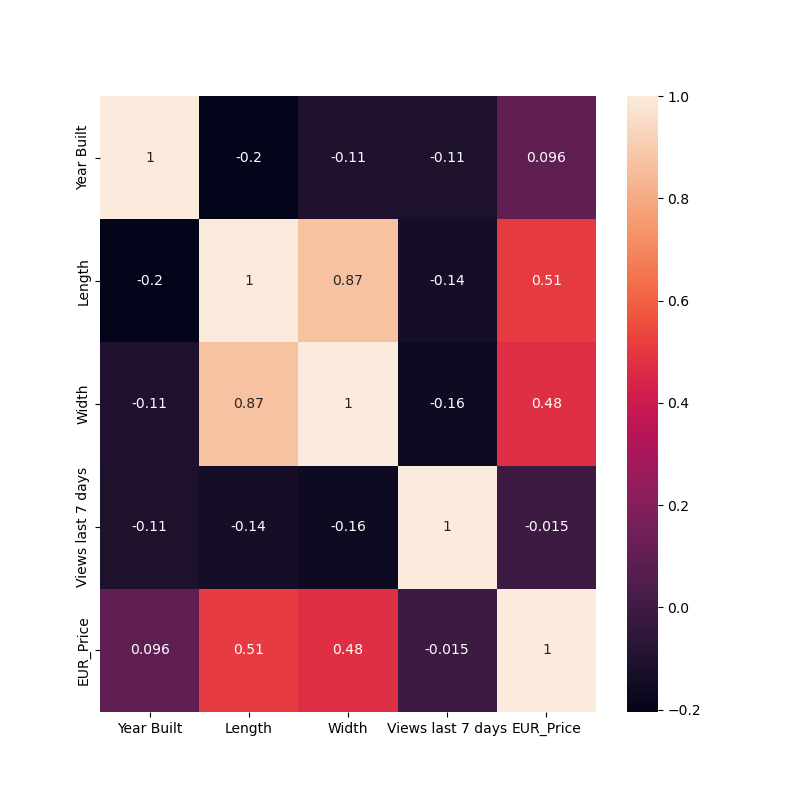 Year Built 1 -0.2 -0.11 -0.11 0.096
Length -0.2 1 0.87 -0.14 0.51
Width -0.11 0.87 1 -0.16 0.48
Views last 7 days -0.11 -0.14 -0.16 1 -0.015
EUR_Price 0.096 0.51 0.48 -0.015 1
Year Built Length Width Views last 7 days EUR_Price
1.0
0.8
0.6
0.4
0.2
0.0
−0.2